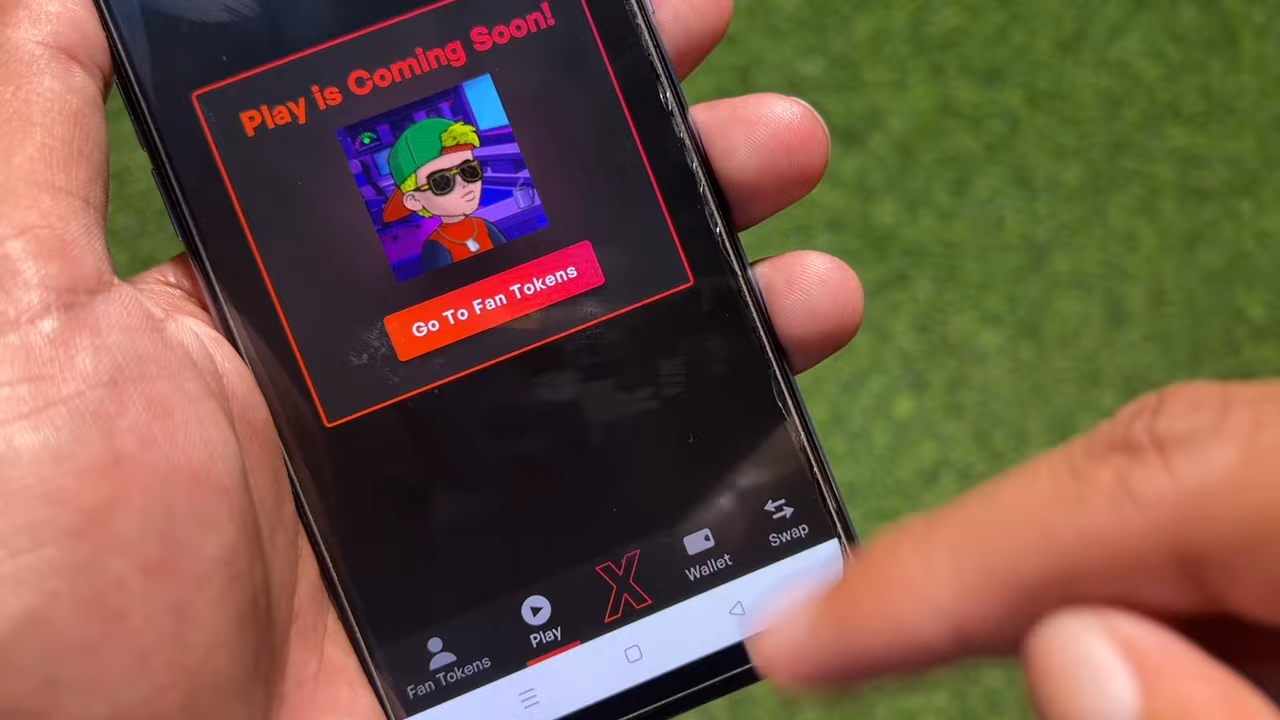 Play is Coming Soon!
Go To Fan Tokens
Fan Tokens
Play
X
Wallet
Swap